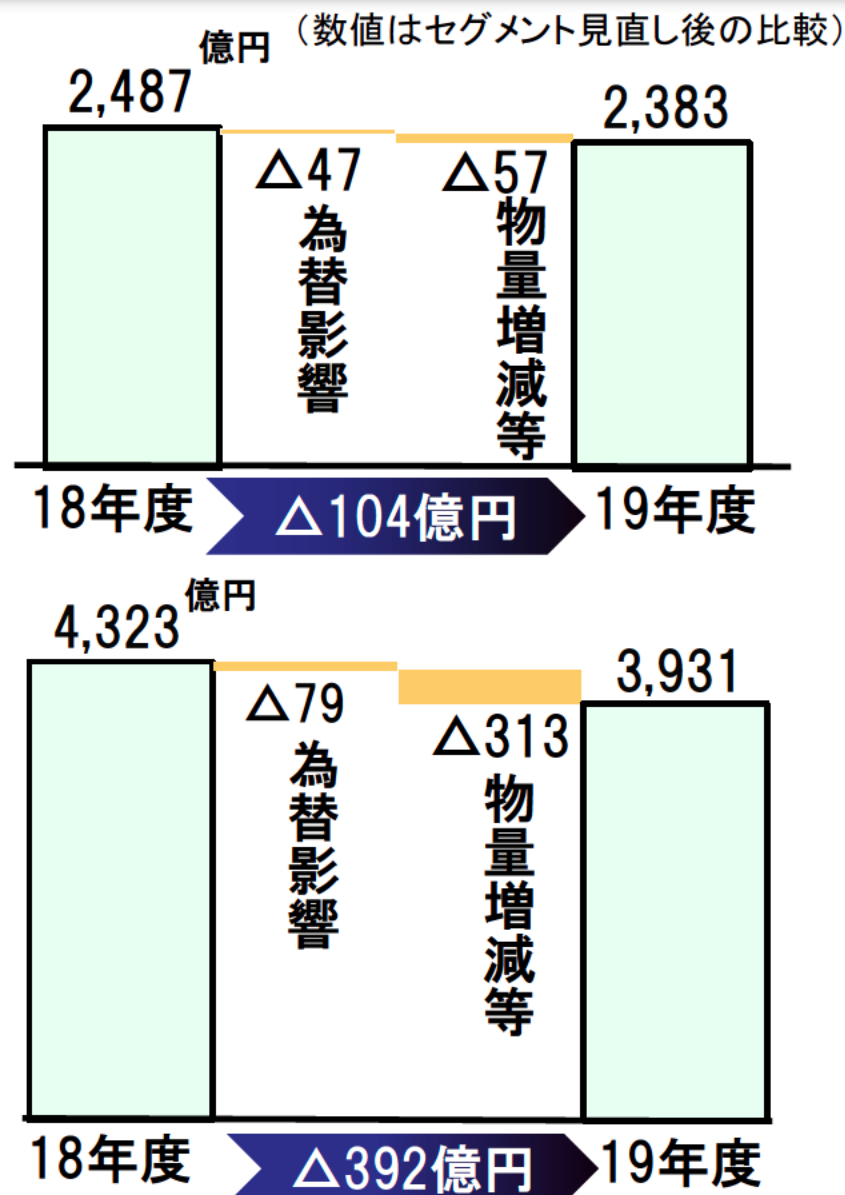 （数値はセグメント見直し後の比較）
億円
2,487
2,383
△47
為替影響
△57
物量増減等
18年度
△104億円
19年度
億円
4,323
3,931
△79
為替影響
△313
物量増減等
18年度
△392億円
19年度